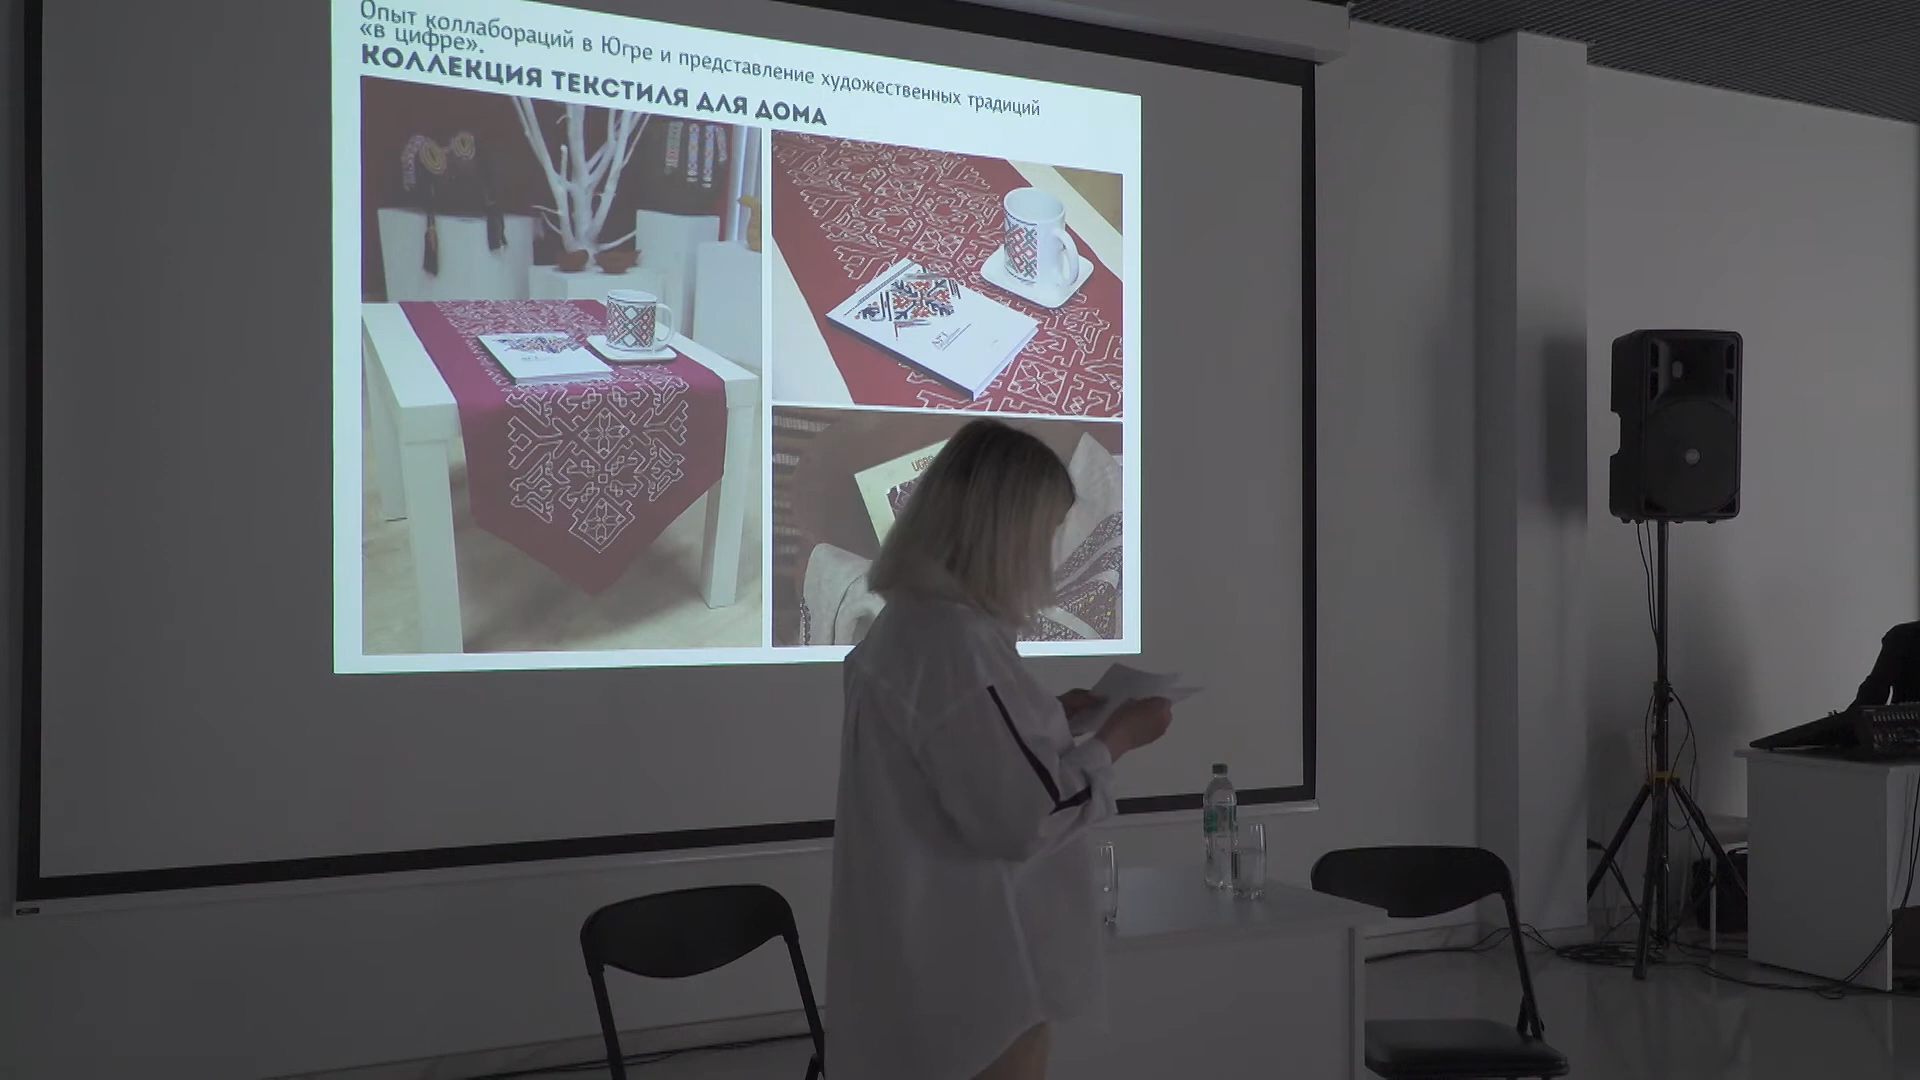 Опыт коллабораций в Югре и представление художественных традиций
«в цифре».
КОЛЛЕКЦИЯ ТЕКСТИЛЯ ДЛЯ ДОМА